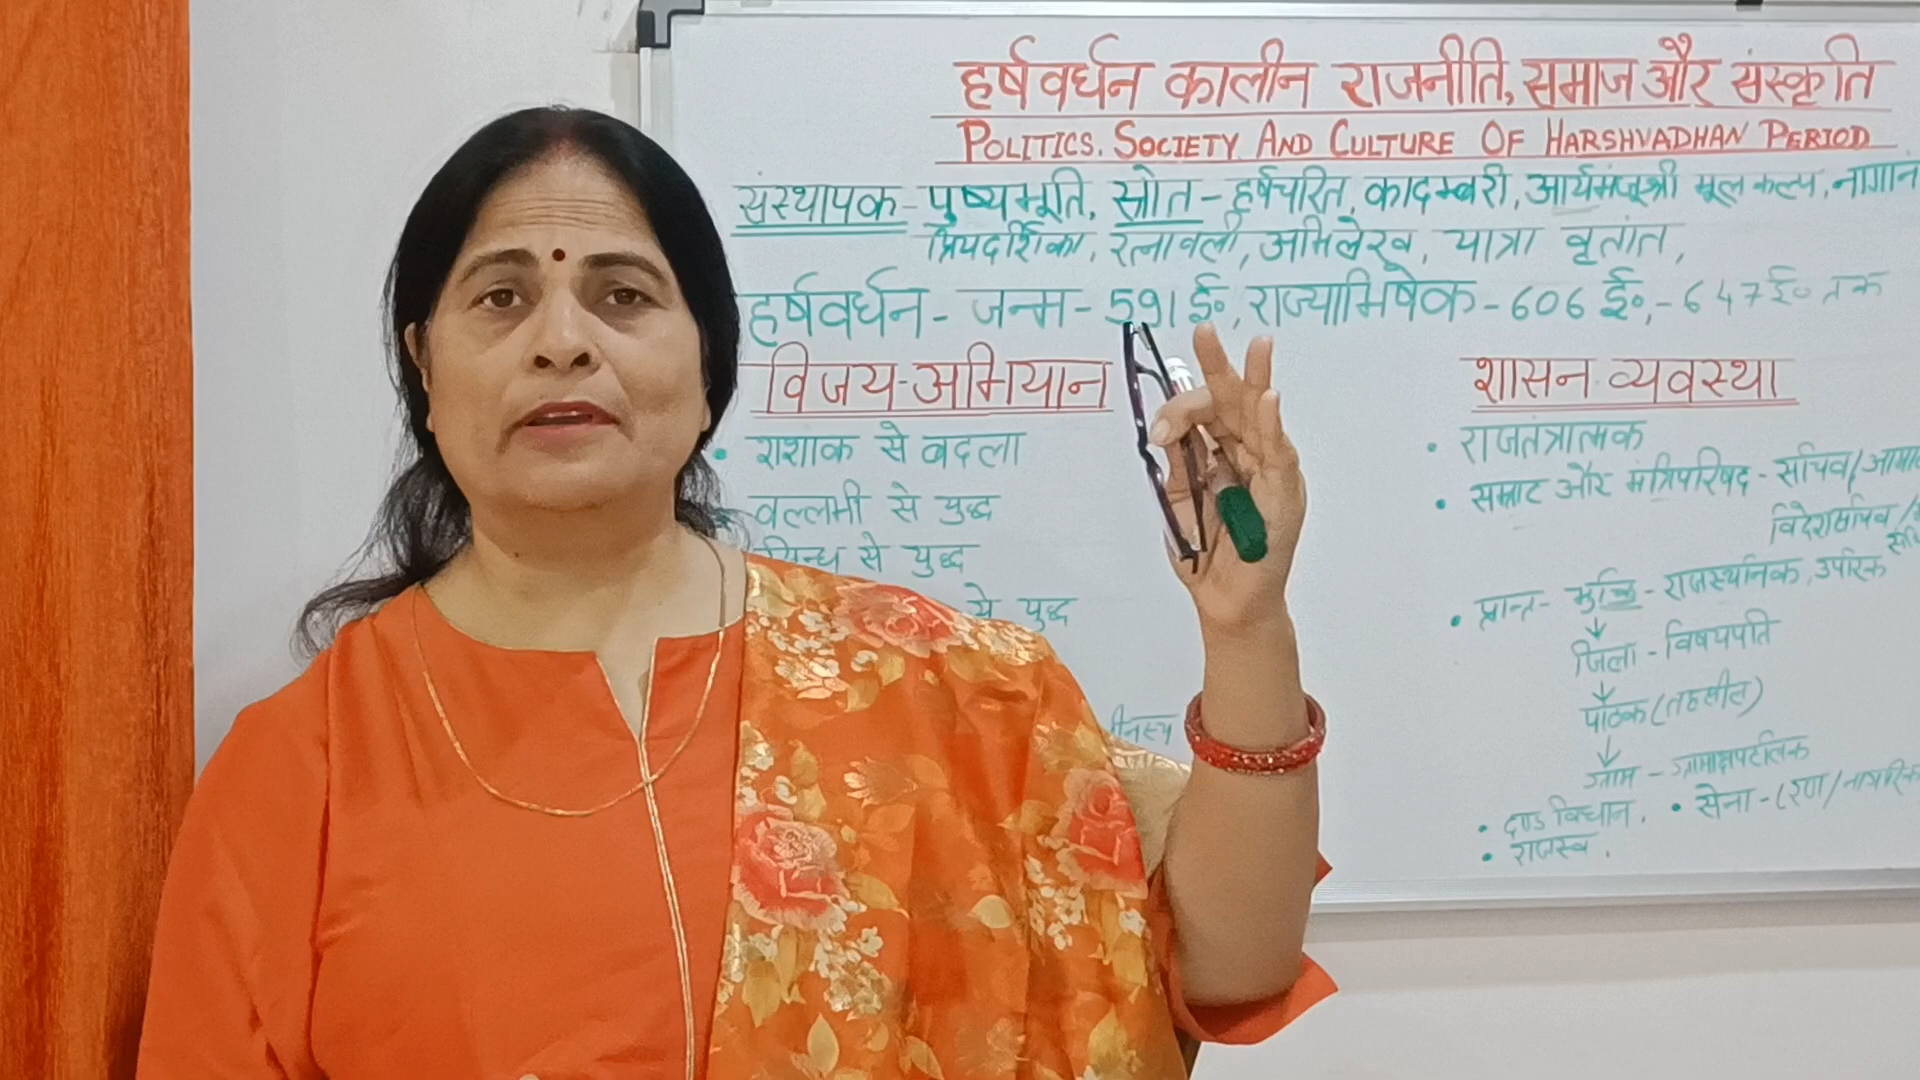 हर्षवर्धन कालीन राजनीति, समाज और संस्कृति
POLITICS. SOCIETY AND CULTURE OF HARSHVADHAN PERIOD
संस्थापक - पुष्यभूति, स्रोत - हर्षचरित, कादम्बरी, आर्यमंजूश्री मूल कल्प, नागान
प्रियदर्शिका, रत्नावली, अभिलेख, यात्रा वृतांत,
हर्षवर्धन - जन्म - 591 ई०, राज्याभिषेक - 606 ई०, - 647 ई० तक
विजय-अभियान
• शशाक से बदला
वल्लभी से युद्ध
सिन्ध से युद्ध
से युद्ध
शासन व्यवस्था
• राजतंत्रात्मक
• सम्राट और मंत्रिपरिषद - सचिव/आमा
विदेशसचिव/
• प्रान्त - भुक्ति - राजस्थानिक, उपरिक
↓
जिला - विषयपति
↓
पाठक (तहसील)
↓
ग्राम - ग्रामाक्षपटलिक
• दण्ड विधान. • सेना - (रण/नागरिक
• राजस्व.